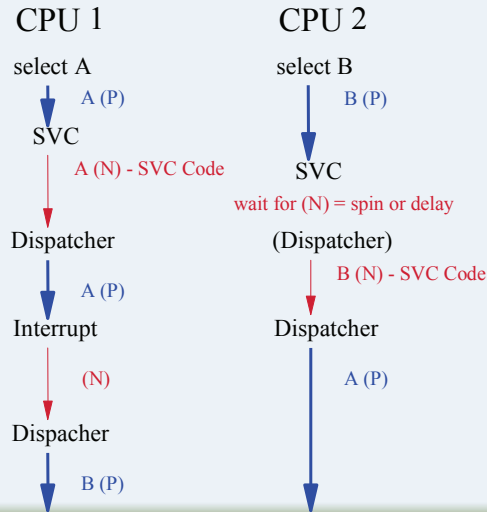 CPU 1
select A
A (P)
SVC
A (N) - SVC Code
Dispatcher
A (P)
Interrupt
(N)
Dispacher
B (P)
CPU 2
select B
B (P)
SVC
wait for (N) = spin or delay
(Dispatcher)
B (N) - SVC Code
Dispatcher
A (P)